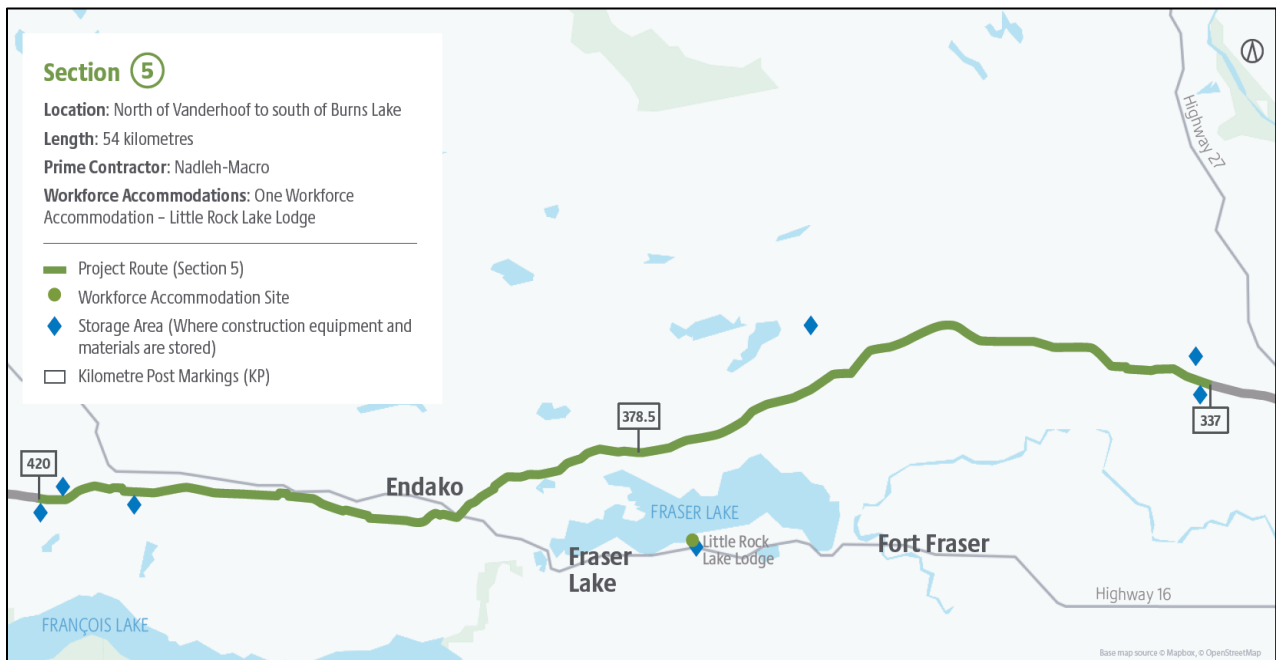 Section 5
Location: North of Vanderhoof to south of Burns Lake
Length: 54 kilometres
Prime Contractor: Nadleh-Macro
Workforce Accommodations: One Workforce
Accommodation – Little Rock Lake Lodge
Project Route (Section 5)
Workforce Accommodation Site
Storage Area (Where construction equipment and
materials are stored)
Kilometre Post Markings (KP)
Highway 27
378.5
337
420
Endako
FRASER LAKE
Little Rock
Lake Lodge
Fraser
Lake
Fort Fraser
Highway 16
FRANÇOIS LAKE
Base map source © Mapbox, © OpenStreetMap